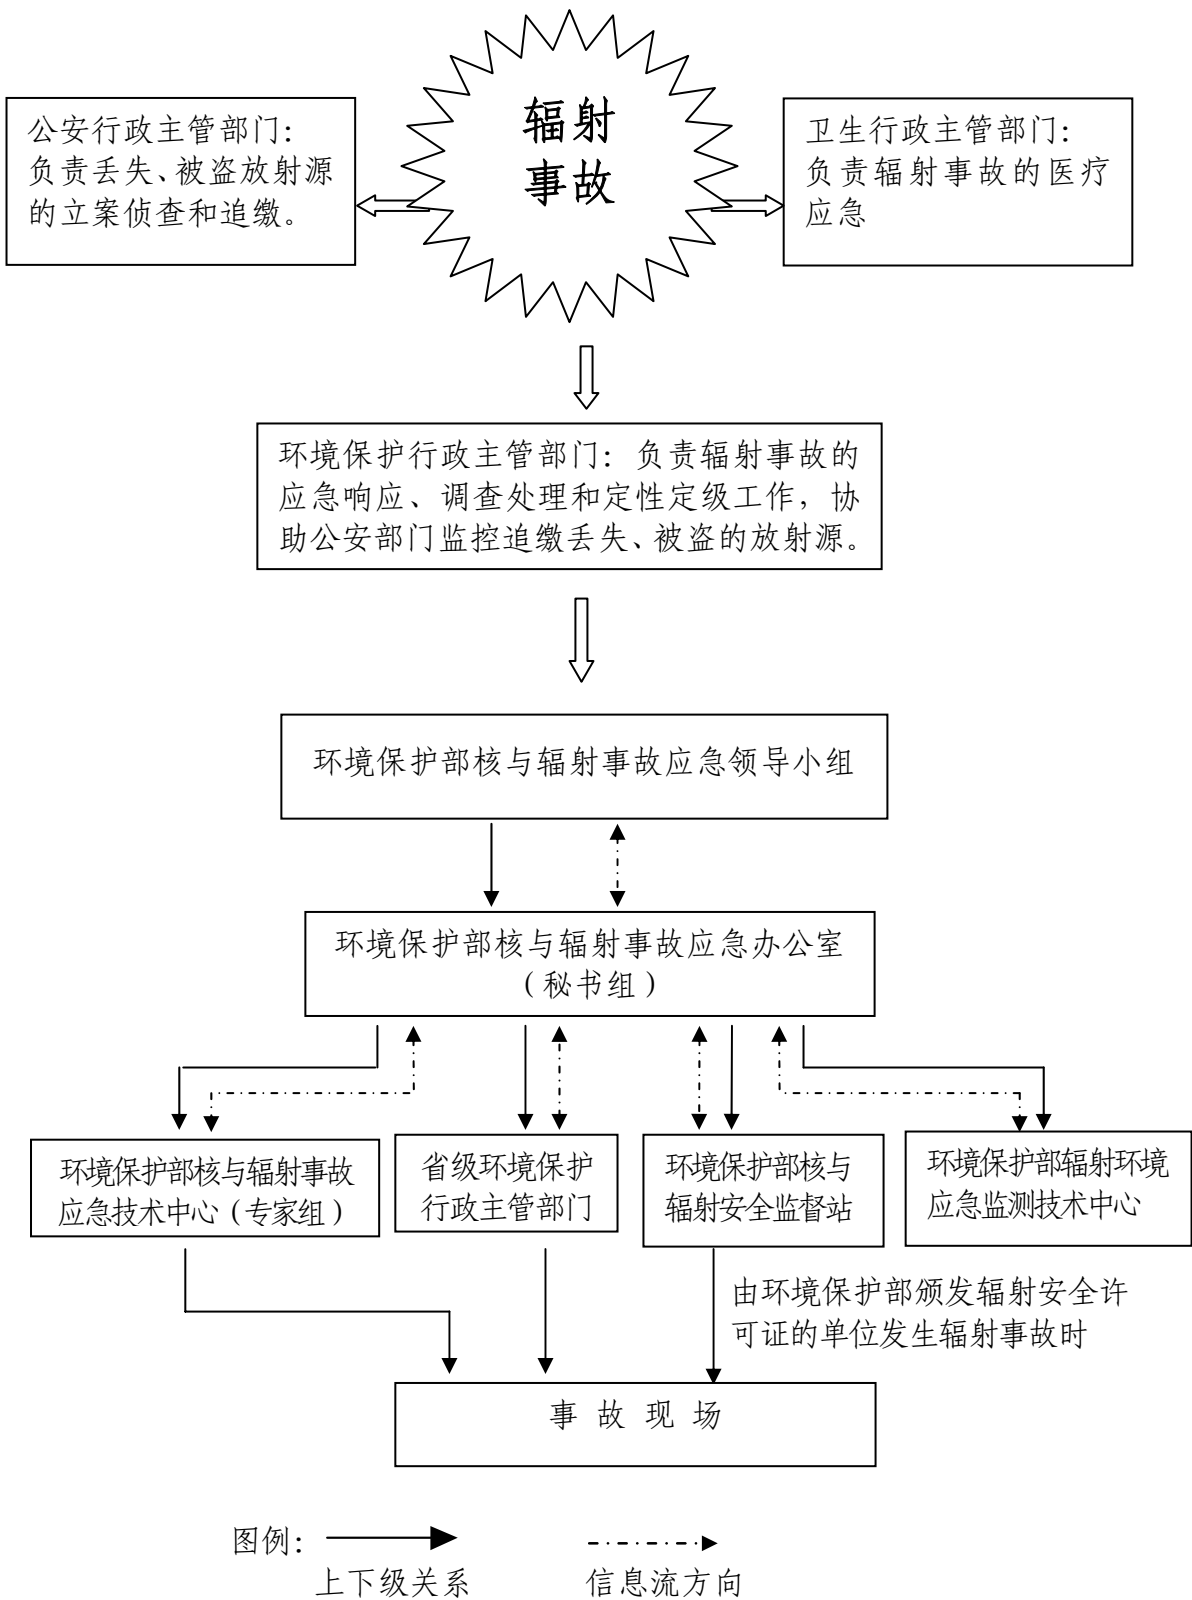 辐射
事故
公安行政主管部门：
负责丢失、被盗放射源
的立案侦查和追缴。
卫生行政主管部门：
负责辐射事故的医疗
应急
环境保护行政主管部门：负责辐射事故的
应急响应、调查处理和定性定级工作，协
助公安部门监控追缴丢失、被盗的放射源。
环境保护部核与辐射事故应急领导小组
环境保护部核与辐射事故应急办公室
（秘书组）
环境保护部核与辐射事故
应急技术中心（专家组）
省级环境保护
行政主管部门
环境保护部核与
辐射安全监督站
环境保护部辐射环境
应急监测技术中心
由环境保护部颁发辐射安全许
可证的单位发生辐射事故时
事 故 现 场
图例：
上下级关系
信息流方向